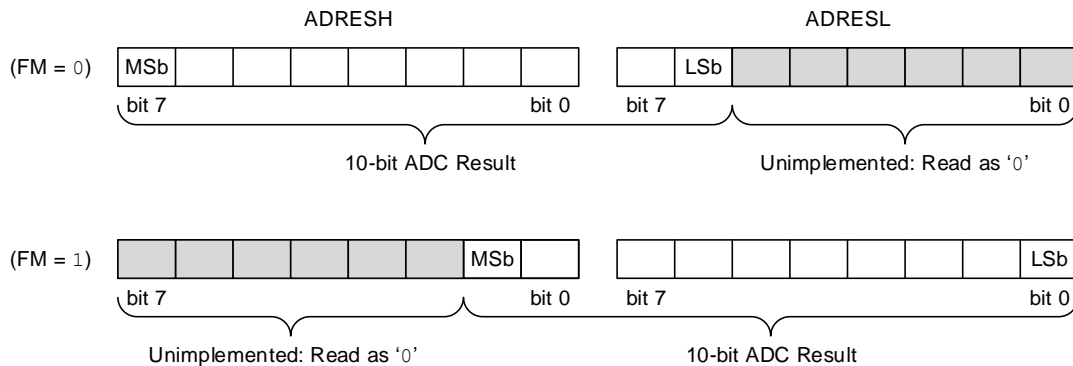 ADRESH ADRESL
(FM = 0) MSb LSb
bit 7 bit 0 bit 7 bit 0
10-bit ADC Result Unimplemented: Read as ‘0’
(FM = 1) MSb LSb
bit 7 bit 0 bit 7 bit 0
Unimplemented: Read as ‘0’ 10-bit ADC Result